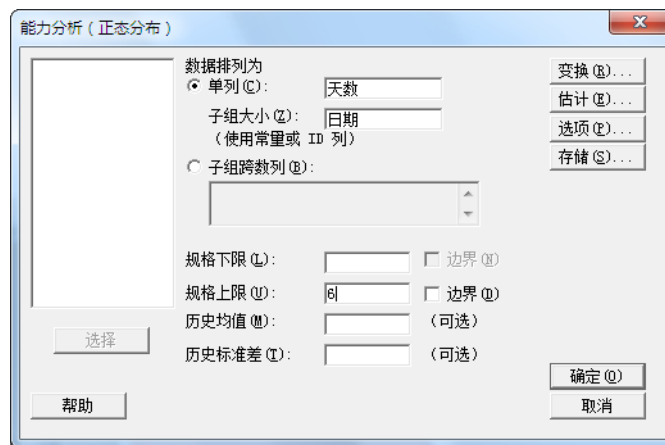 能力分析(正态分布)
数据排列为
单列(C): 天数
子组大小(Z): 日期
(使用常量或 ID 列)
子组跨数列(B):
变换(R)...
估计(E)...
选项(P)...
存储(S)...
规格下限(L): 边界(N)
规格上限(U): 6 边界(D)
历史均值(M): (可选)
历史标准差(T): (可选)
选择
帮助
确定(O)
取消